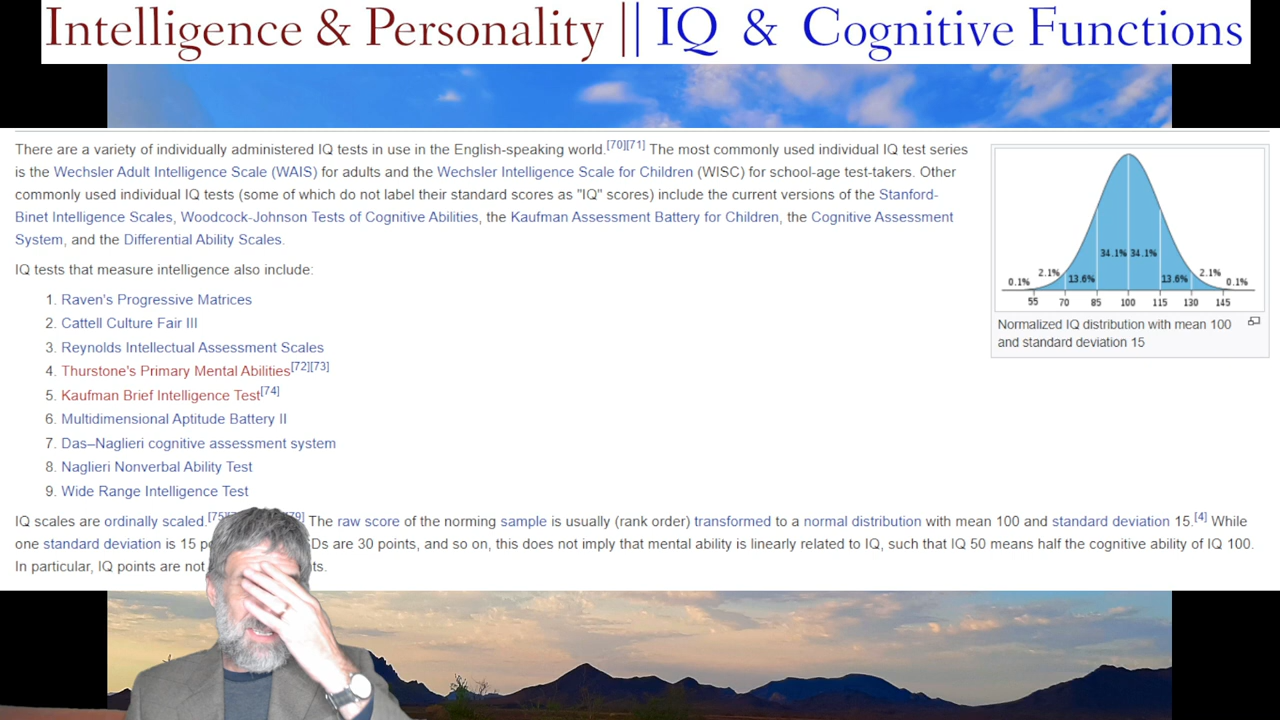 Intelligence & Personality || IQ & Cognitive Functions
There are a variety of individually administered IQ tests in use in the English-speaking world.[70][71] The most commonly used individual IQ test series
is the Wechsler Adult Intelligence Scale (WAIS) for adults and the Wechsler Intelligence Scale for Children (WISC) for school-age test-takers. Other
commonly used individual IQ tests (some of which do not label their standard scores as "IQ" scores) include the current versions of the Stanford-
Binet Intelligence Scales, Woodcock-Johnson Tests of Cognitive Abilities, the Kaufman Assessment Battery for Children, the Cognitive Assessment
System, and the Differential Ability Scales.
IQ tests that measure intelligence also include:
1. Raven's Progressive Matrices
2. Cattell Culture Fair III
3. Reynolds Intellectual Assessment Scales
4. Thurstone's Primary Mental Abilities[72][73]
5. Kaufman Brief Intelligence Test[74]
6. Multidimensional Aptitude Battery II
7. Das–Naglieri cognitive assessment system
8. Naglieri Nonverbal Ability Test
9. Wide Range Intelligence Test
0.1% 2.1% 13.6% 34.1% 34.1% 13.6% 2.1% 0.1%
55 70 85 100 115 130 145
Normalized IQ distribution with mean 100
and standard deviation 15
IQ scales are ordinally scaled. The raw score of the norming sample is usually (rank order) transformed to a normal distribution with mean 100 and standard deviation 15.[4] While
one standard deviation is 15 are 30 points, and so on, this does not imply that mental ability is linearly related to IQ, such that IQ 50 means half the cognitive ability of IQ 100.
In particular, IQ points are not